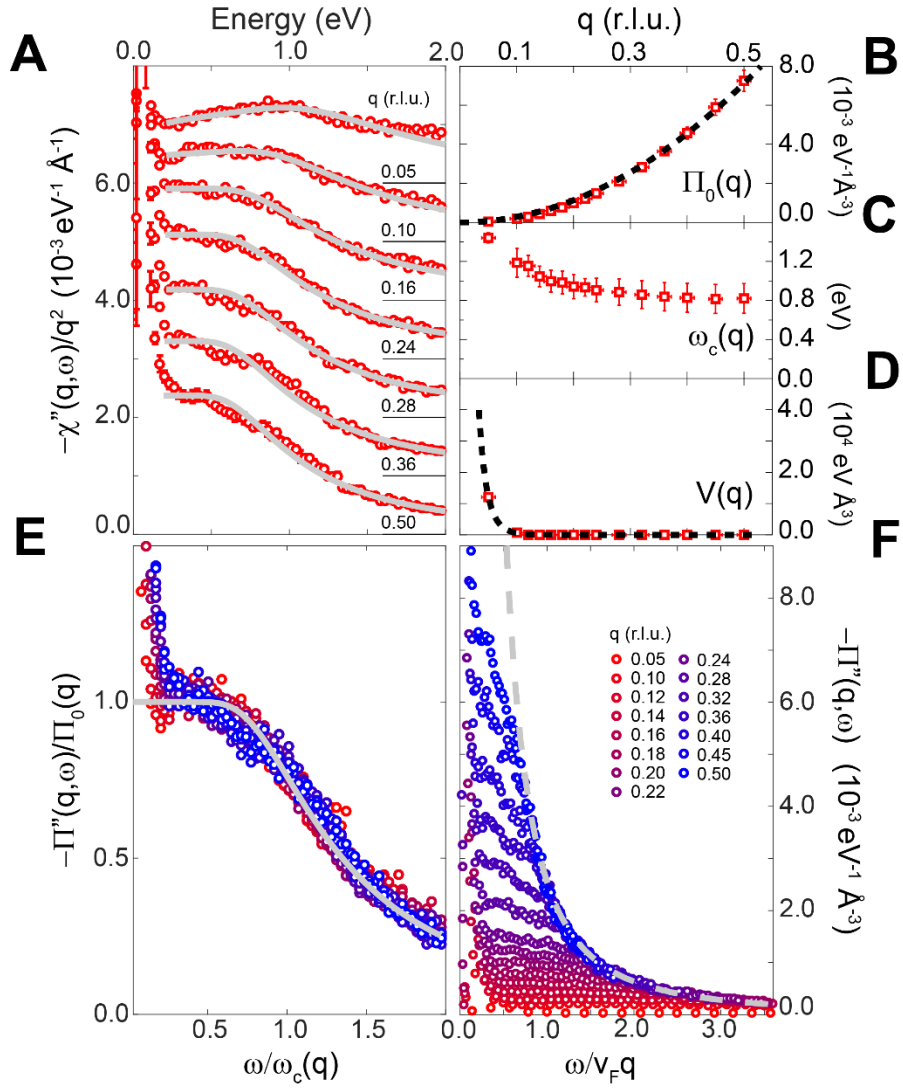 A
Energy (eV)
0.0 1.0 2.0
q (r.l.u.)
0.05
0.10
0.16
0.24
0.28
0.36
0.50
−χ”(q,ω)/q² (10⁻³ eV⁻¹ Å⁻¹)
6.0
4.0
2.0
0.0
q (r.l.u.)
0.1 0.3 0.5
B
8.0
4.0
0.0
(10⁻³ eV⁻¹Å⁻³)
Π₀(q)
C
1.2
0.8
0.4
0.0
(eV)
ω_c(q)
D
4.0
2.0
0.0
(10⁴ eV Å³)
V(q)
E
−Π”(q,ω)/Π₀(q)
1.0
0.5
0.0
0.5 1.0 1.5 2
ω/ω_c(q)
F
q (r.l.u.)
0.05 0.24
0.10 0.28
0.12 0.32
0.14 0.36
0.16 0.40
0.18 0.45
0.20 0.50
0.22
8.0
6.0
4.0
2.0
0.0
−Π”(q,ω) (10⁻³ eV⁻¹ Å⁻³)
0.0 1.0 2.0 3.0
ω/v_Fq